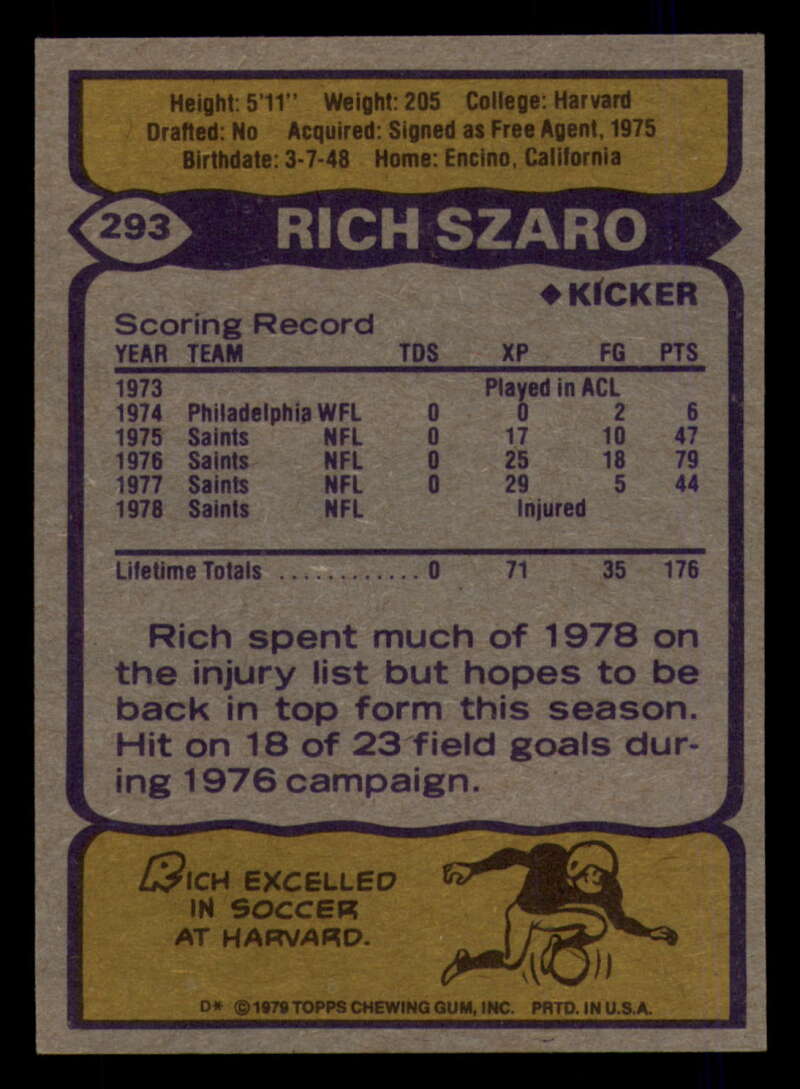 Height: 5'11" Weight: 205 College: Harvard
Drafted: No Acquired: Signed as Free Agent, 1975
Birthdate: 3-7-48 Home: Encino, California
293 RICH SZARO
◆ KICKER
Scoring Record
YEAR TEAM TDS XP FG PTS
1973 Played in ACL
1974 Philadelphia WFL 0 0 2 6
1975 Saints NFL 0 17 10 47
1976 Saints NFL 0 25 18 79
1977 Saints NFL 0 29 5 44
1978 Saints NFL Injured
Lifetime Totals ............ 0 71 35 176
Rich spent much of 1978 on
the injury list but hopes to be
back in top form this season.
Hit on 18 of 23 field goals dur-
ing 1976 campaign.
RICH EXCELLED
IN SOCCER
AT HARVARD.
D* ©1979 TOPPS CHEWING GUM, INC. PRTD. IN U.S.A.